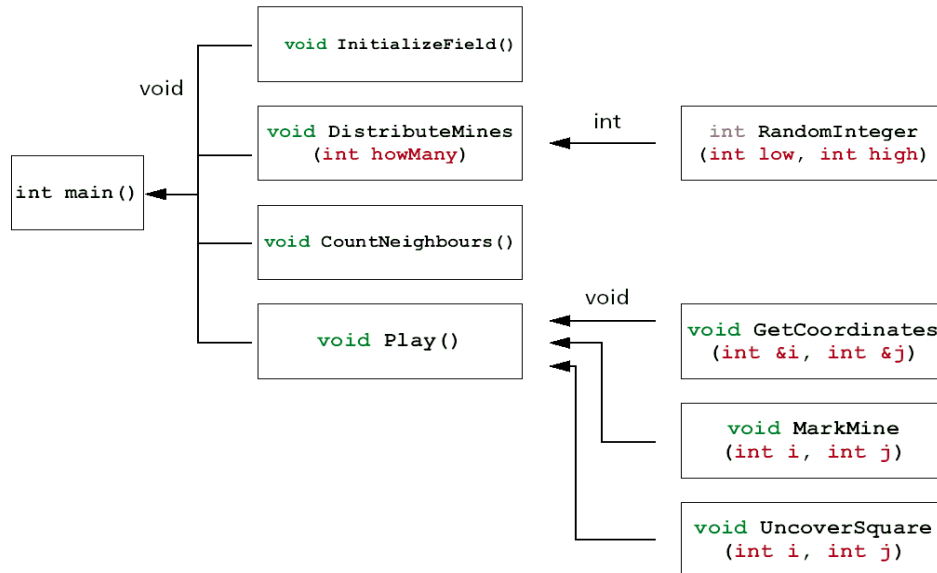 void InitializeField()
void
void DistributeMines
(int howMany)
int
int RandomInteger
(int low, int high)
int main()
void CountNeighbours()
void
void Play()
void GetCoordinates
(int &i, int &j)
void MarkMine
(int i, int j)
void UncoverSquare
(int i, int j)